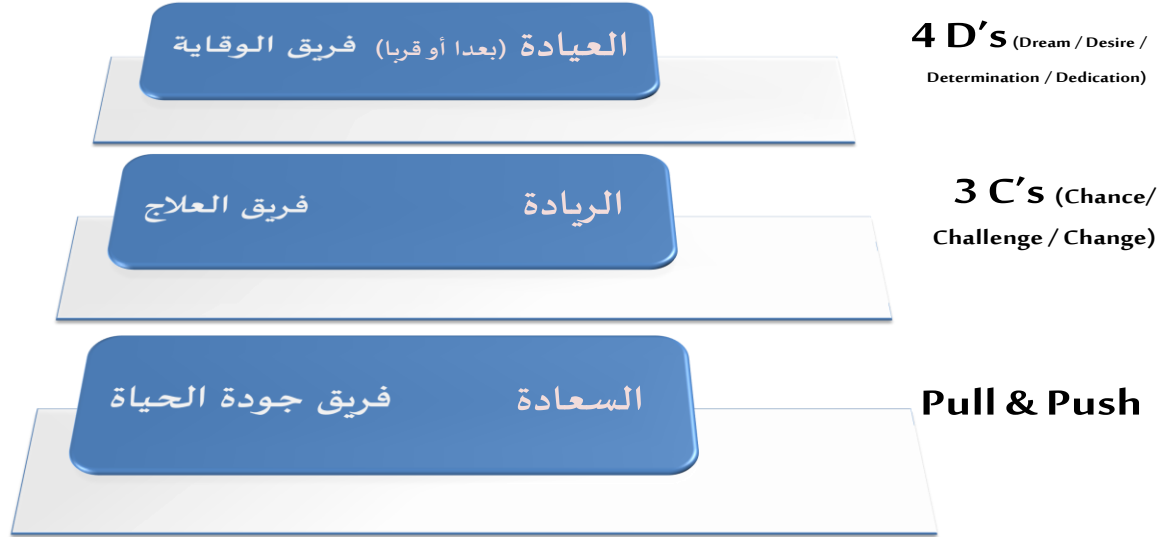 العيادة (بعدا أو قربا) فريق الوقاية
4 D’s (Dream / Desire /
Determination / Dedication)
الريادة فريق العلاج
3 C’s (Chance/
Challenge / Change)
السعادة فريق جودة الحياة
Pull & Push